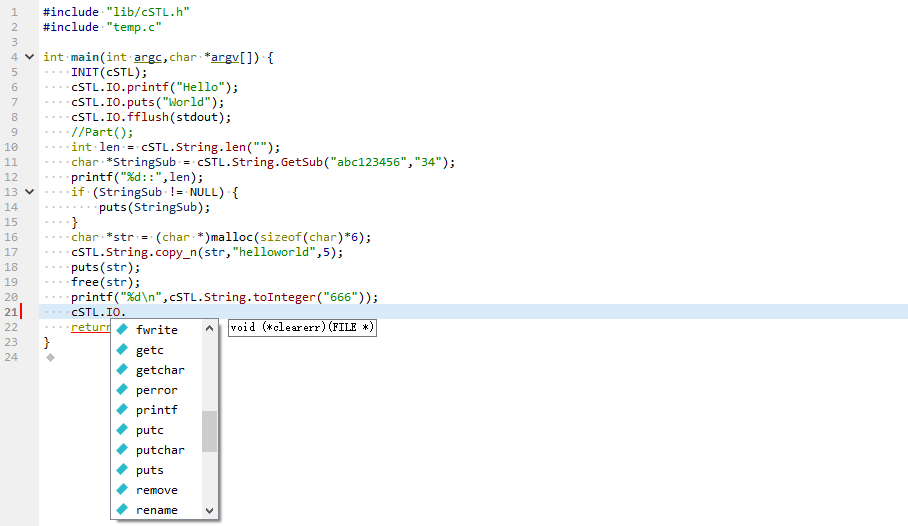 1 #include "lib/cSTL.h"
2 #include "temp.c"
3
4 int main(int argc,char *argv[]) {
5 INIT(cSTL);
6 cSTL.IO.printf("Hello");
7 cSTL.IO.puts("World");
8 cSTL.IO.fflush(stdout);
9 //Part();
10 int len = cSTL.String.len("");
11 char *StringSub = cSTL.String.GetSub("abc123456","34");
12 printf("%d::",len);
13 if (StringSub != NULL) {
14 puts(StringSub);
15 }
16 char *str = (char *)malloc(sizeof(char)*6);
17 cSTL.String.copy_n(str,"helloworld",5);
18 puts(str);
19 free(str);
20 printf("%d\n",cSTL.String.toInteger("666"));
21 cSTL.IO.
22 return
23 }
24
fwrite
void (*clearerr)(FILE *)
getc
getchar
perror
printf
putc
putchar
puts
remove
rename